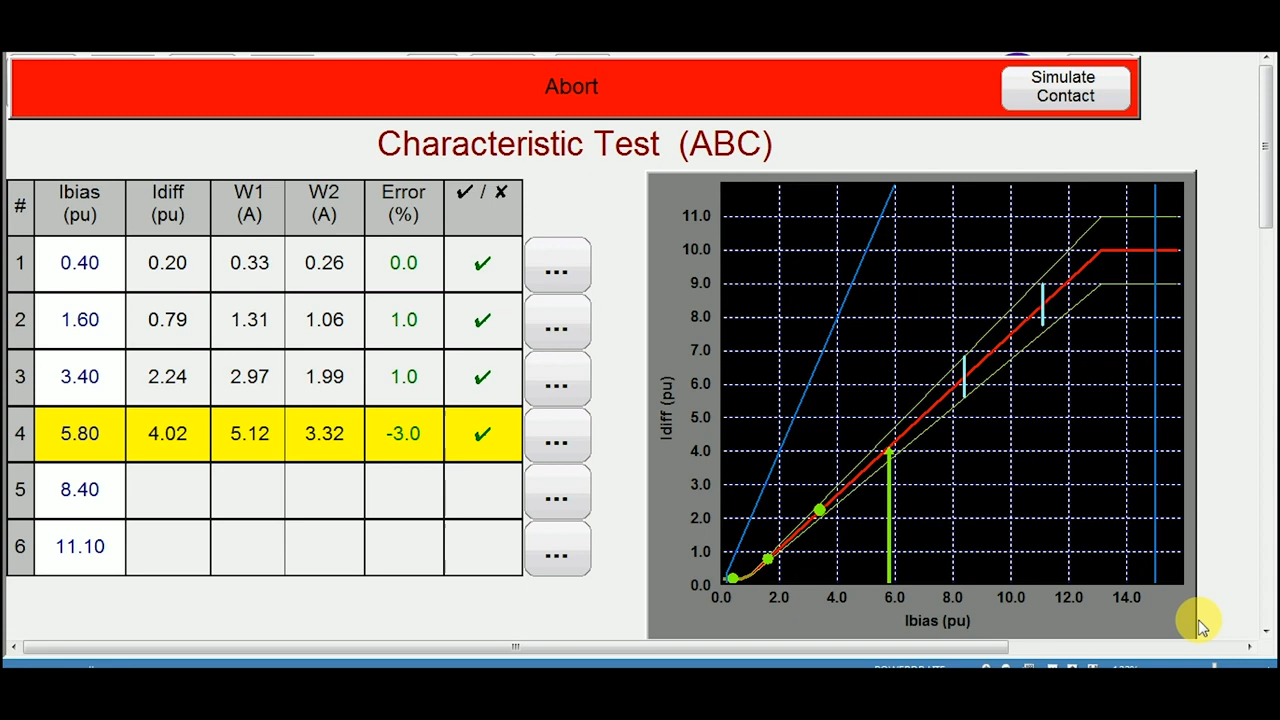 Abort
Simulate
Contact
Characteristic Test (ABC)
# Ibias (pu) Idiff (pu) W1 (A) W2 (A) Error (%) ✔ / ✘
1 0.40 0.20 0.33 0.26 0.0 ✔ ...
2 1.60 0.79 1.31 1.06 1.0 ✔ ...
3 3.40 2.24 2.97 1.99 1.0 ✔ ...
4 5.80 4.02 5.12 3.32 -3.0 ✔ ...
5 8.40 ...
6 11.10 ...
Idiff (pu)
11.0
10.0
9.0
8.0
7.0
6.0
5.0
4.0
3.0
2.0
1.0
0.0
0.0 2.0 4.0 6.0 8.0 10.0 12.0 14.0
Ibias (pu)